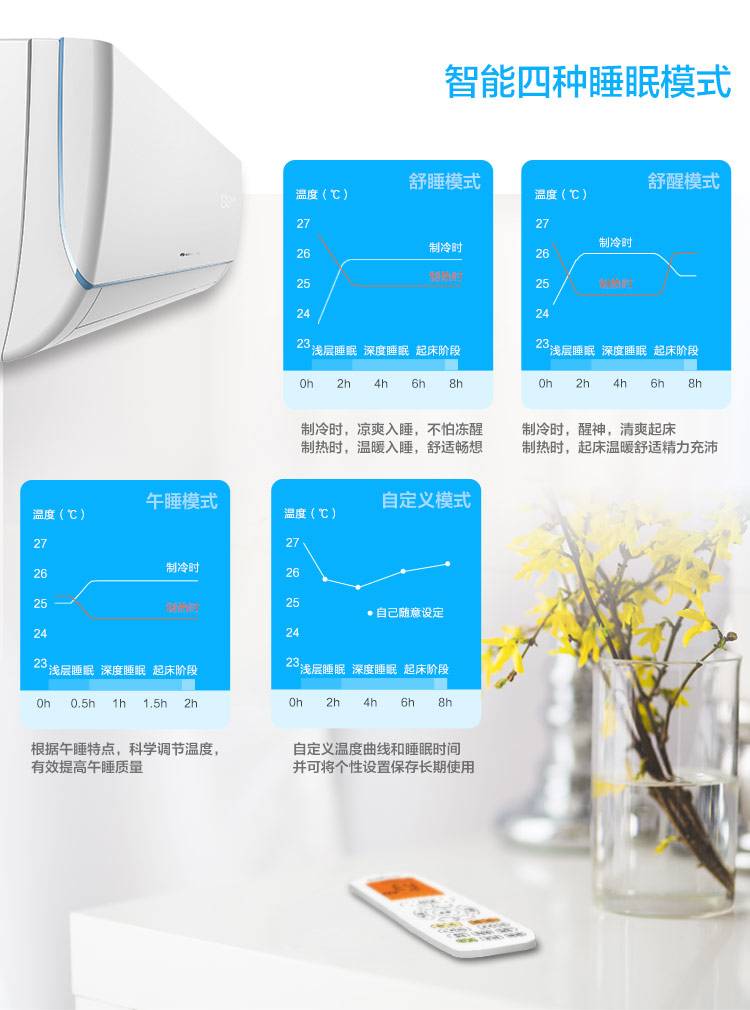 智能四种睡眠模式
舒睡模式
温度（℃）
27
26
25
24
23
制冷时
制热时
浅层睡眠 深度睡眠 起床阶段
0h 2h 4h 6h 8h
制冷时，凉爽入睡，不怕冻醒
制热时，温暖入睡，舒适畅想
舒醒模式
温度（℃）
27
26
25
24
23
制冷时
制热时
浅层睡眠 深度睡眠 起床阶段
0h 2h 4h 6h 8h
制冷时，醒神，清爽起床
制热时，起床温暖舒适精力充沛
午睡模式
温度（℃）
27
26
25
24
23
制冷时
制热时
浅层睡眠 深度睡眠 起床阶段
0h 0.5h 1h 1.5h 2h
根据午睡特点，科学调节温度，
有效提高午睡质量
自定义模式
温度（℃）
27
26
25
24
23
自己随意设定
浅层睡眠 深度睡眠 起床阶段
0h 2h 4h 6h 8h
自定义温度曲线和睡眠时间
并可将个性设置保存长期使用